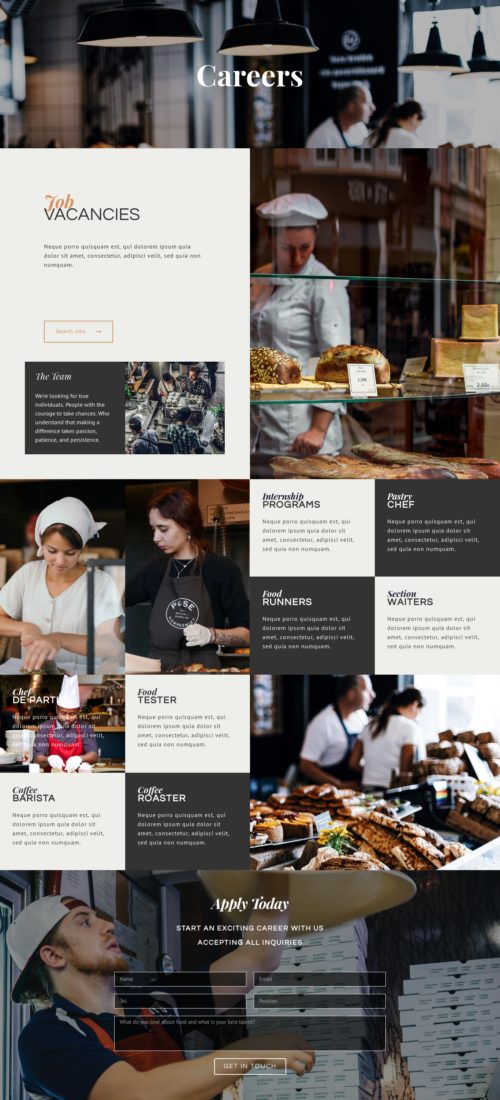 Careers
Job
VACANCIES
Neque porro quisquam est, qui dolorem ipsum quia
dolor sit amet, consectetur, adipisci velit, sed quia non
numquam.
Search Jobs →
The Team
We're looking for true
individuals. People with the
courage to take chances. Who
understand that making a
difference takes passion,
patience, and persistence.
Internship
PROGRAMS
Neque porro quisquam est, qui
dolorem ipsum quia dolor sit
amet, consectetur, adipisci velit,
sed quia non numquam.
Pastry
CHEF
Neque porro quisquam est, qui
dolorem ipsum quia dolor sit
amet, consectetur, adipisci velit,
sed quia non numquam.
Food
RUNNERS
Neque porro quisquam est, qui
dolorem ipsum quia dolor sit
amet, consectetur, adipisci velit,
sed quia non numquam.
Section
WAITERS
Neque porro quisquam est, qui
dolorem ipsum quia dolor sit
amet, consectetur, adipisci velit,
sed quia non numquam.
Chef
DE PARTIE
Neque porro quisquam est, qui
dolorem ipsum quia dolor sit
amet, consectetur, adipisci velit,
sed quia non numquam.
Food
TESTER
Neque porro quisquam est, qui
dolorem ipsum quia dolor sit
amet, consectetur, adipisci velit,
sed quia non numquam.
Coffee
BARISTA
Neque porro quisquam est, qui
dolorem ipsum quia dolor sit
amet, consectetur, adipisci velit,
sed quia non numquam.
Coffee
ROASTER
Neque porro quisquam est, qui
dolorem ipsum quia dolor sit
amet, consectetur, adipisci velit,
sed quia non numquam.
Apply Today
START AN EXCITING CAREER WITH US
ACCEPTING ALL INQUIRIES
Name
Email
Tel.
Position
What do you love about food and what is your best talent?
GET IN TOUCH